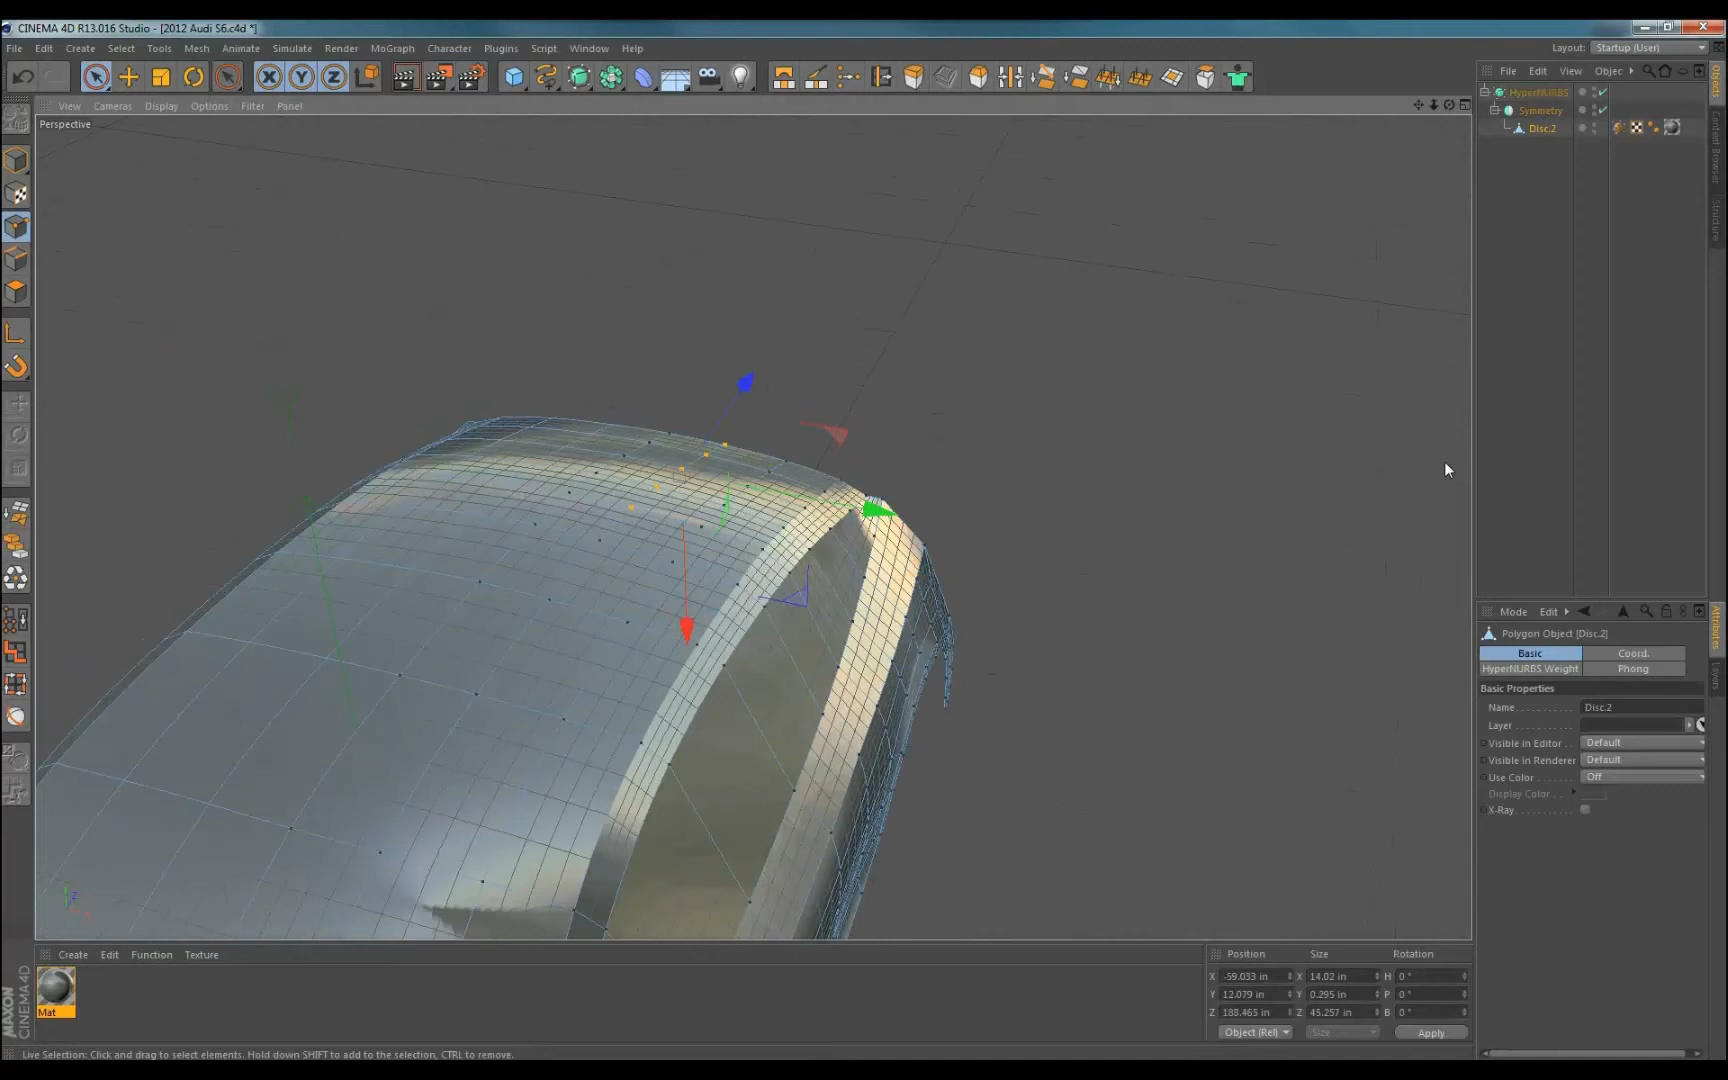 CINEMA 4D R13.016 Studio - [2012 Audi S6.c4d *]
File Edit Create Select Tools Mesh Animate Simulate Render MoGraph Character Plugins Script Window Help
Layout: Startup (User)
X Y Z
File Edit View Objec
View Cameras Display Options Filter Panel
Perspective
HyperNURBS
Symmetry
Disc.2
Objects
Content Browser
Structure
Mode Edit
Polygon Object [Disc.2]
Basic Coord.
HyperNURBS Weight Phong
Basic Properties
Name Disc.2
Layer
Visible in Editor Default
Visible in Renderer Default
Use Color Off
Display Color
X-Ray
Attributes
Layers
Create Edit Function Texture
Mat
Position Size Rotation
X -59.033 in X 14.02 in H 0 °
Y 12.079 in Y 0.295 in P 0 °
Z 188.465 in Z 45.257 in B 0 °
Object (Rel) Size Apply
MAXON
CINEMA 4D
Live Selection: Click and drag to select elements. Hold down SHIFT to add to the selection, CTRL to remove.